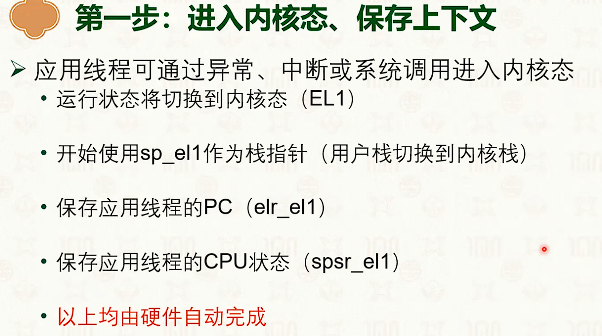 第一步：进入内核态、保存上下文
➢ 应用线程可通过异常、中断或系统调用进入内核态
• 运行状态将切换到内核态（EL1）
• 开始使用sp_el1作为栈指针（用户栈切换到内核栈）
• 保存应用线程的PC（elr_el1）
• 保存应用线程的CPU状态（spsr_el1）
• 以上均由硬件自动完成